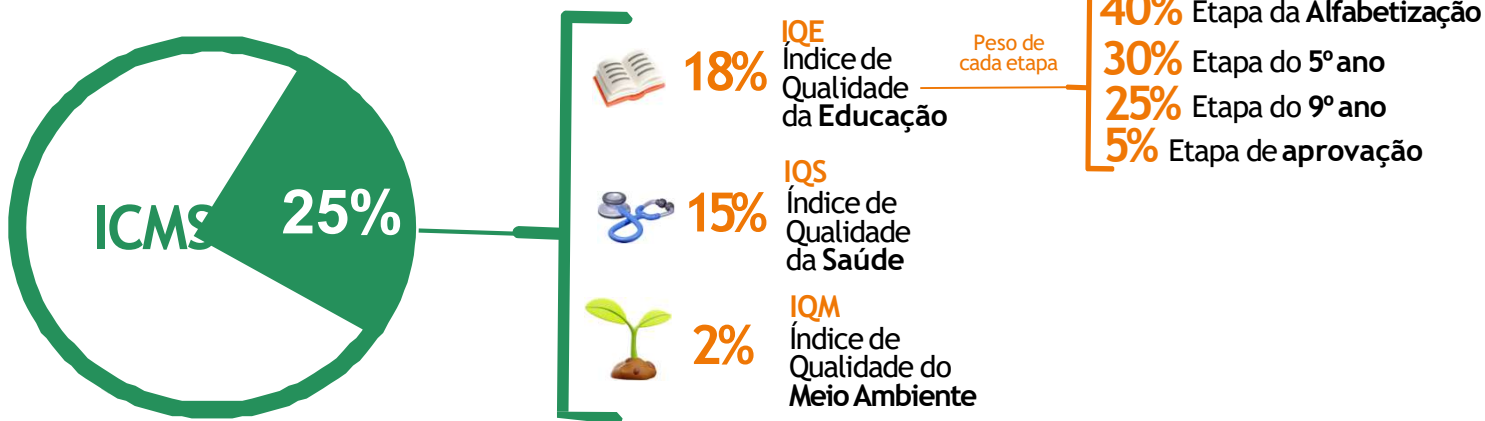 ICMS
25%
18%
IQE
Índice de
Qualidade
da Educação
Peso de
cada etapa
40% Etapa da Alfabetização
30% Etapa do 5º ano
25% Etapa do 9º ano
5% Etapa de aprovação
15%
IQS
Índice de
Qualidade
da Saúde
2%
IQM
Índice de
Qualidade do
Meio Ambiente